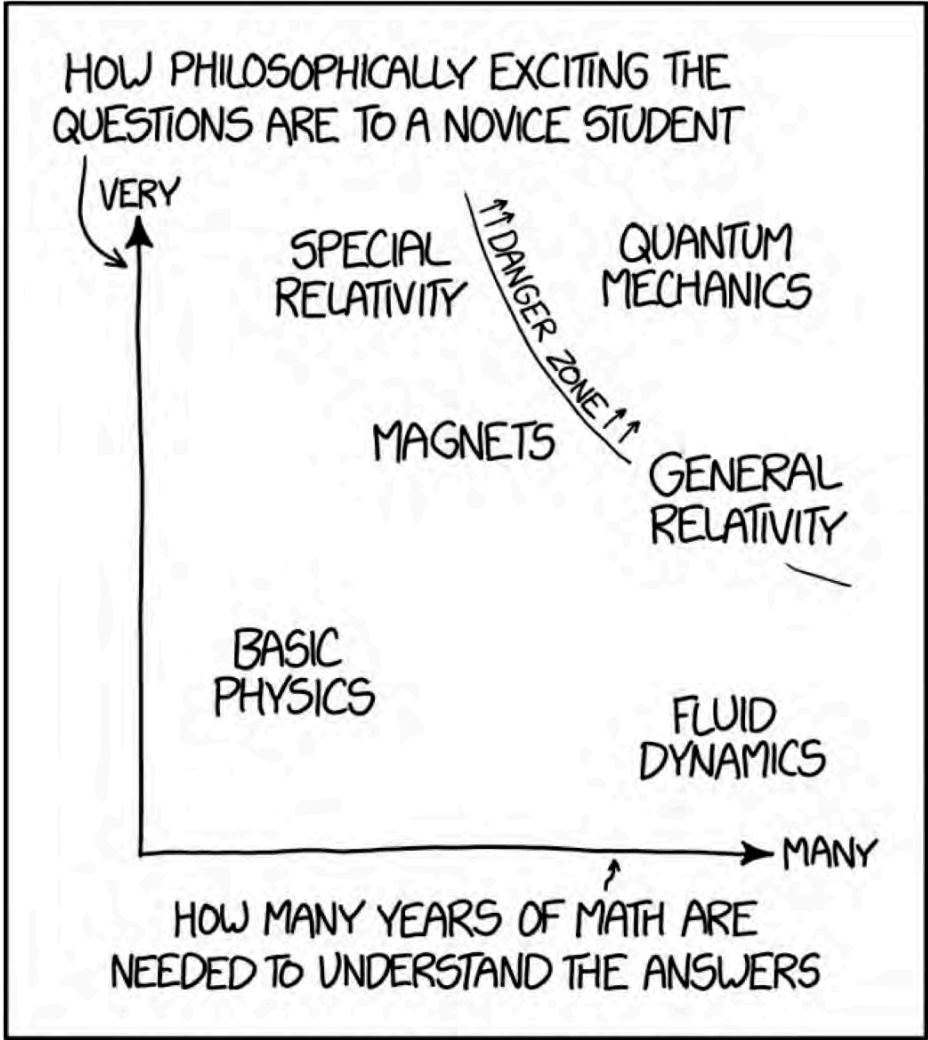 HOW PHILOSOPHICALLY EXCITING THE
QUESTIONS ARE TO A NOVICE STUDENT
VERY
SPECIAL
RELATIVITY
DANGER ZONE
QUANTUM
MECHANICS
MAGNETS
GENERAL
RELATIVITY
BASIC
PHYSICS
FLUID
DYNAMICS
MANY
HOW MANY YEARS OF MATH ARE
NEEDED TO UNDERSTAND THE ANSWERS